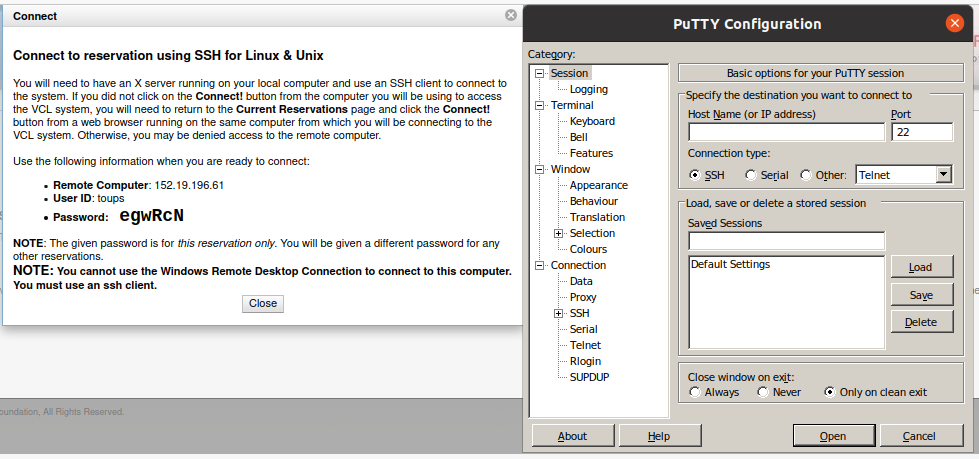 Connect
Connect to reservation using SSH for Linux & Unix
You will need to have an X server running on your local computer and use an SSH client to connect to
the system. If you did not click on the Connect! button from the computer you will be using to access
the VCL system, you will need to return to the Current Reservations page and click the Connect!
button from a web browser running on the same computer from which you will be connecting to the
VCL system. Otherwise, you may be denied access to the remote computer.
Use the following information when you are ready to connect:
• Remote Computer: 152.19.196.61
• User ID: toups
• Password: egwRcN
NOTE: The given password is for this reservation only. You will be given a different password for any
other reservations.
NOTE: You cannot use the Windows Remote Desktop Connection to connect to this computer.
You must use an ssh client.
Close
oundation, All Rights Reserved.
PuTTY Configuration
Category:
Session
Logging
Terminal
Keyboard
Bell
Features
Window
Appearance
Behaviour
Translation
Selection
Colours
Connection
Data
Proxy
SSH
Serial
Telnet
Rlogin
SUPDUP
Basic options for your PuTTY session
Specify the destination you want to connect to
Host Name (or IP address) Port
22
Connection type:
SSH Serial Other: Telnet
Load, save or delete a stored session
Saved Sessions
Default Settings
Load
Save
Delete
Close window on exit:
Always Never Only on clean exit
About Help Open Cancel